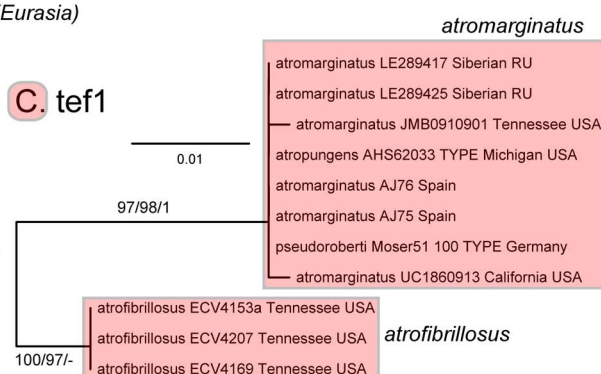 (Eurasia)
atromarginatus
C. tef1
0.01
atromarginatus LE289417 Siberian RU
atromarginatus LE289425 Siberian RU
atromarginatus JMB0910901 Tennessee USA
atropungens AHS62033 TYPE Michigan USA
atromarginatus AJ76 Spain
atromarginatus AJ75 Spain
pseudoroberti Moser51 100 TYPE Germany
atromarginatus UC1860913 California USA
97/98/1
atrofibrillosus ECV4153a Tennessee USA
atrofibrillosus ECV4207 Tennessee USA
atrofibrillosus ECV4169 Tennessee USA
atrofibrillosus
100/97/-